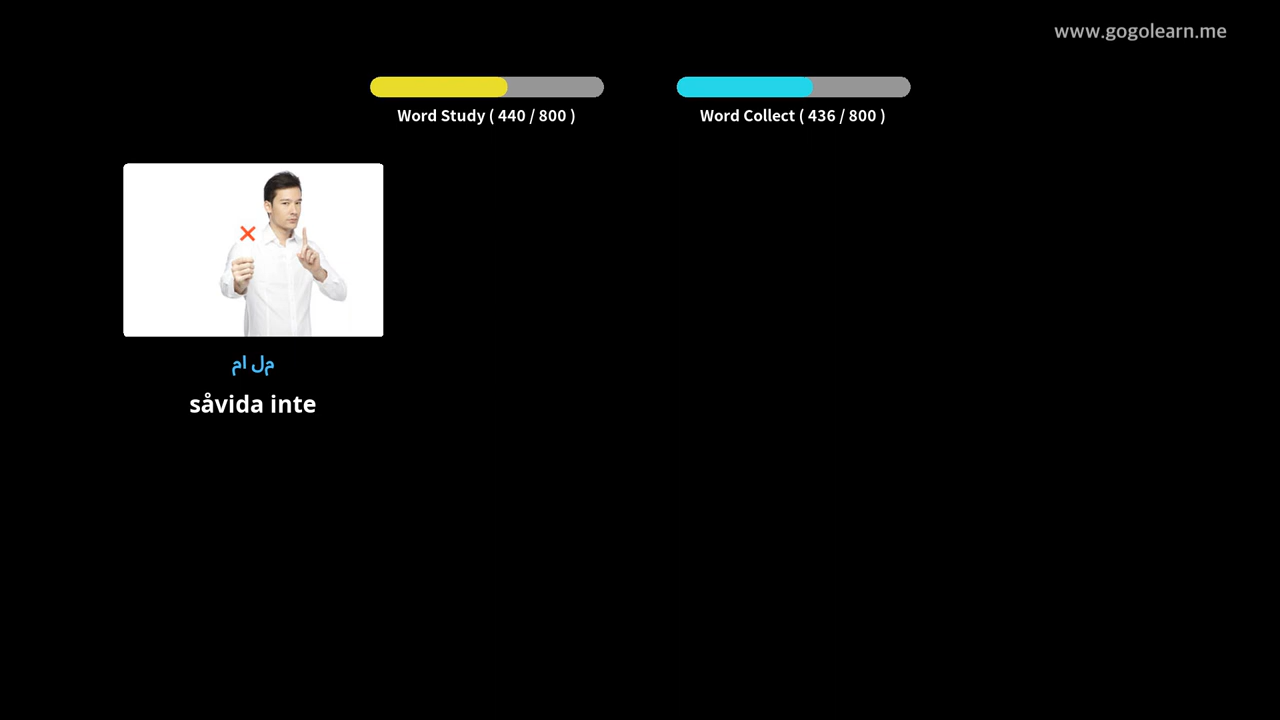 www.gogolearn.me
Word Study ( 440 / 800 )
Word Collect ( 436 / 800 )
ما لم
såvida inte